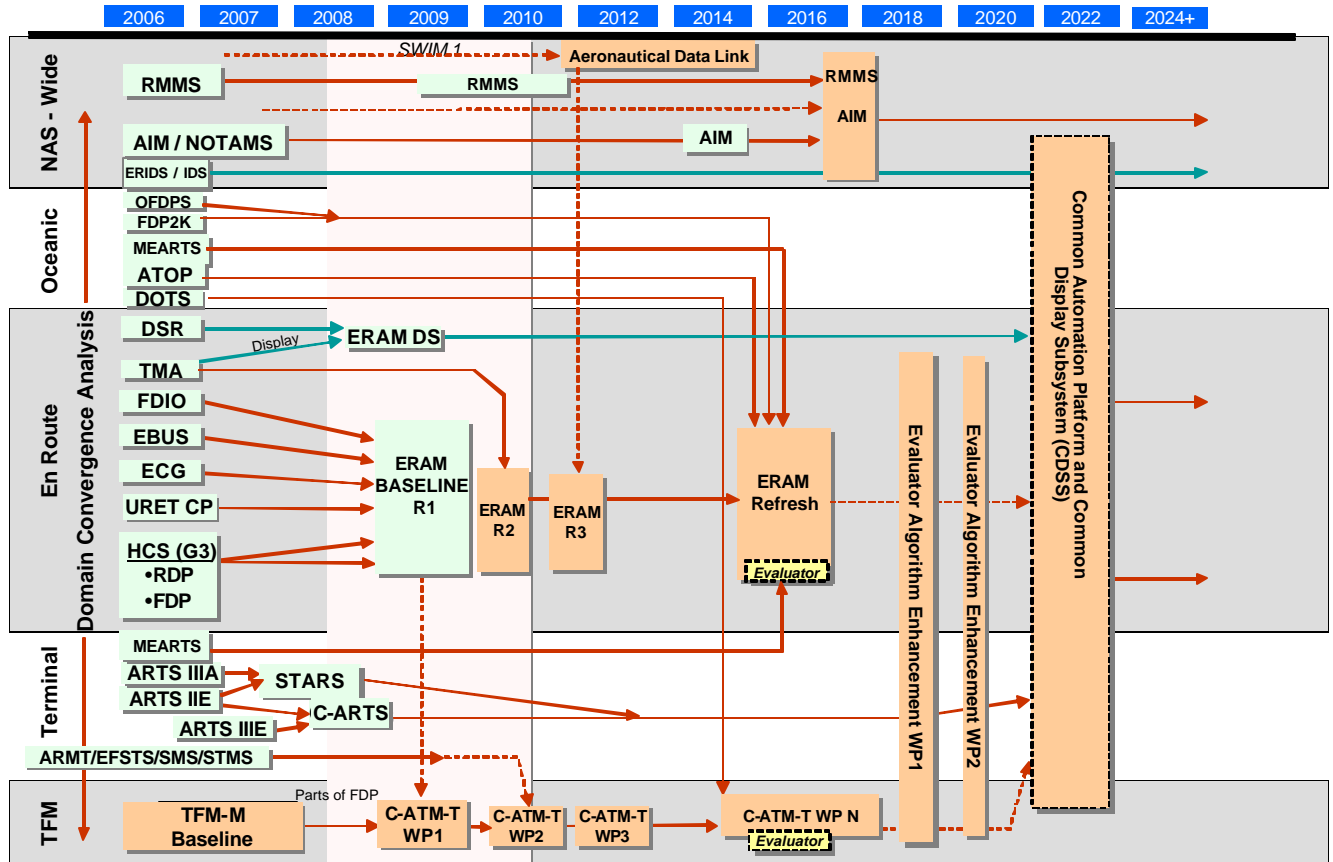 2006 2007 2008 2009 2010 2012 2014 2016 2018 2020 2022 2024+
NAS - Wide
SWIM 1
Aeronautical Data Link
RMMS
RMMS
RMMS
AIM
AIM / NOTAMS
AIM
ERIDS / IDS
Oceanic
OFDPS
FDP2K
MEARTS
ATOP
DOTS
Domain Convergence Analysis
En Route
DSR
Display
ERAM DS
TMA
FDIO
EBUS
ECG
URET CP
HCS (G3)
•RDP
•FDP
ERAM
BASELINE
R1
ERAM
R2
ERAM
R3
ERAM
Refresh
Evaluator
Evaluator Algorithm Enhancement WP1
Evaluator Algorithm Enhancement WP2
Common Automation Platform and Common
Display Subsystem (CDSS)
Terminal
MEARTS
ARTS IIIA
ARTS IIE
STARS
C-ARTS
ARTS IIIE
ARMT/EFSTS/SMS/STMS
TFM
TFM-M
Baseline
Parts of FDP
C-ATM-T
WP1
C-ATM-T
WP2
C-ATM-T
WP3
C-ATM-T WP N
Evaluator